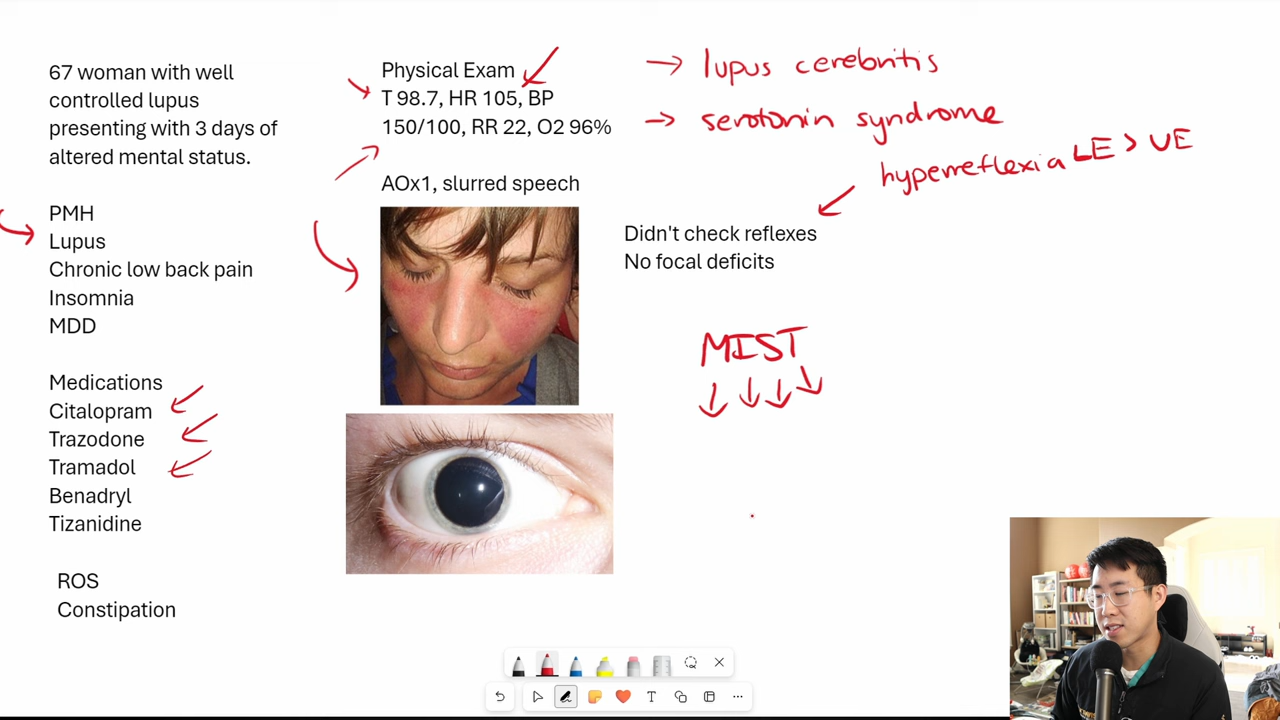 67 woman with well
controlled lupus
presenting with 3 days of
altered mental status.
PMH
Lupus
Chronic low back pain
Insomnia
MDD
Medications
Citalopram
Trazodone
Tramadol
Benadryl
Tizanidine
ROS
Constipation
Physical Exam
T 98.7, HR 105, BP
150/100, RR 22, O2 96%
AOx1, slurred speech
→ lupus cerebritis
→ serotonin syndrome
hyperreflexia LE > UE
Didn't check reflexes
No focal deficits
MIST
↓ ↓ ↓ ↓
T